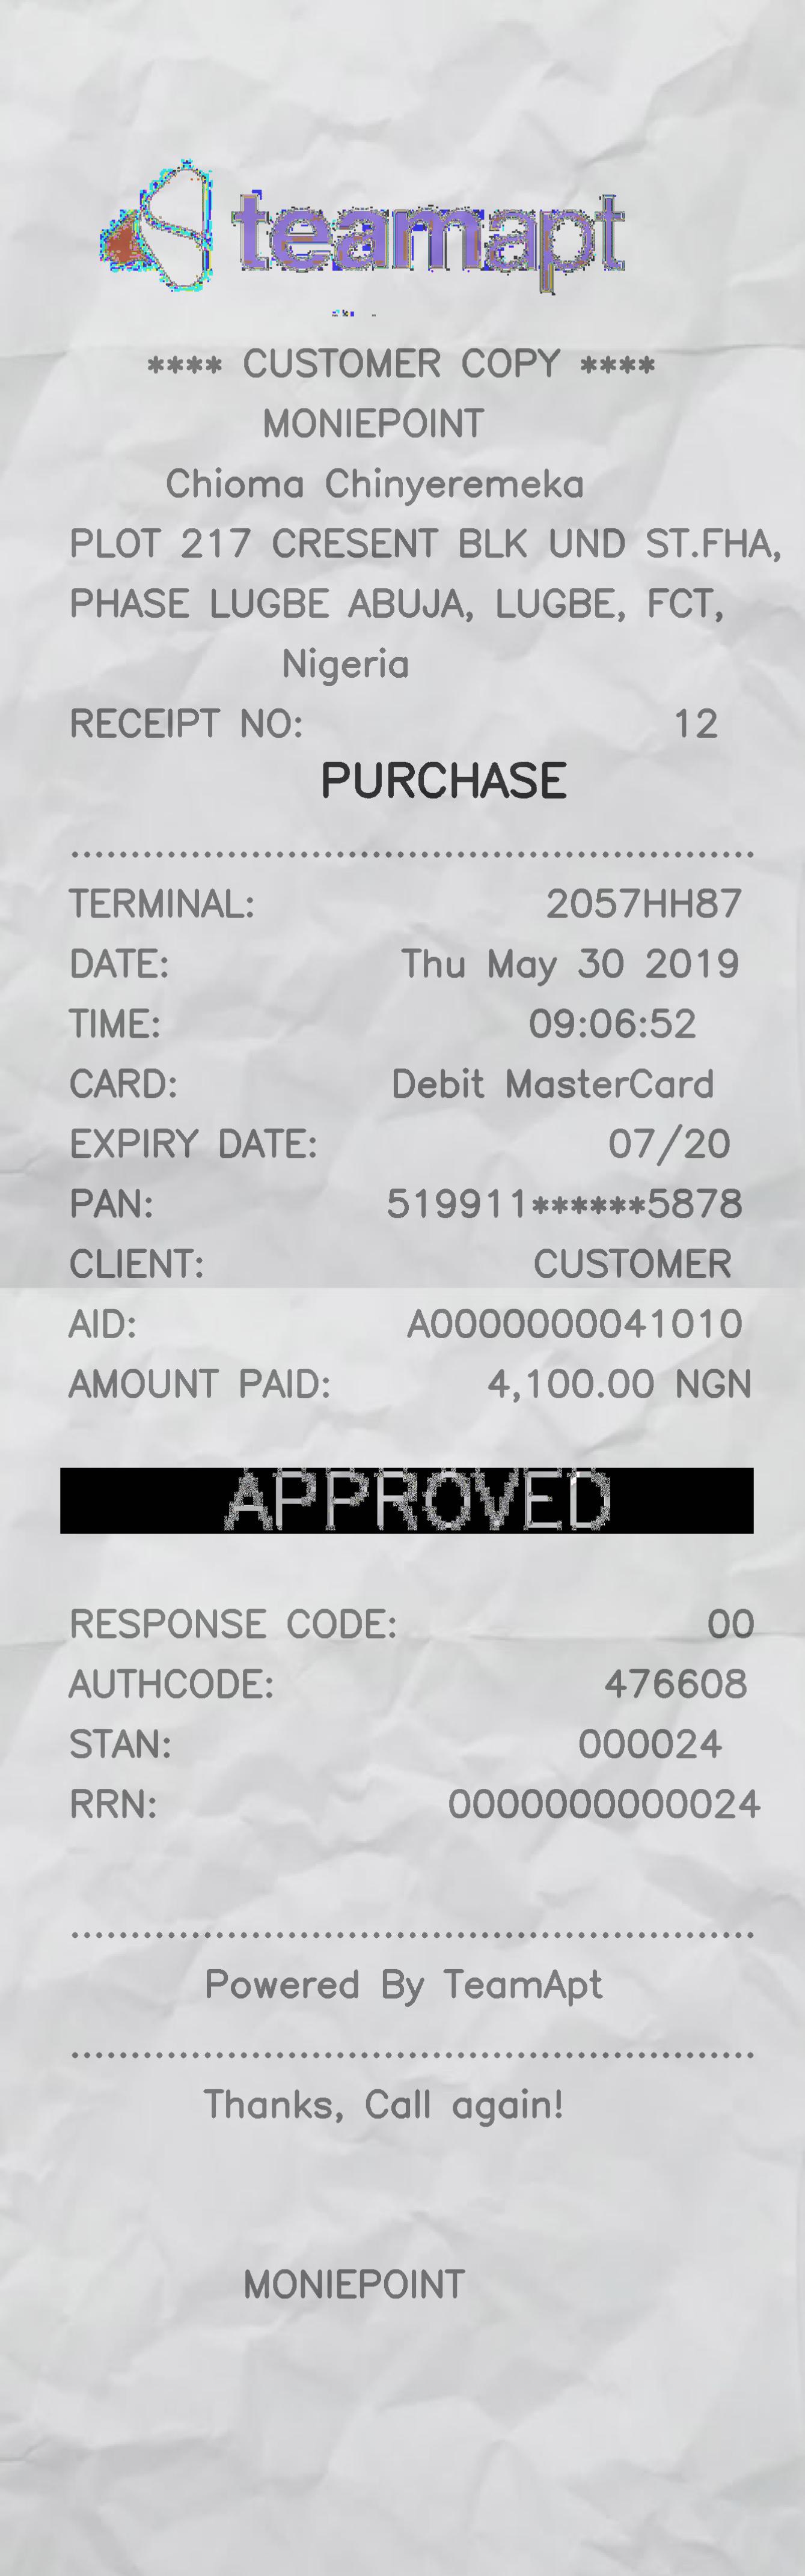 teamapt
**** CUSTOMER COPY ****
MONIEPOINT
Chioma Chinyeremeka
PLOT 217 CRESENT BLK UND ST.FHA,
PHASE LUGBE ABUJA, LUGBE, FCT,
Nigeria
RECEIPT NO: 12
PURCHASE
TERMINAL: 2057HH87
DATE: Thu May 30 2019
TIME: 09:06:52
CARD: Debit MasterCard
EXPIRY DATE: 07/20
PAN: 519911******5878
CLIENT: CUSTOMER
AID: A0000000041010
AMOUNT PAID: 4,100.00 NGN
APPROVED
RESPONSE CODE: 00
AUTHCODE: 476608
STAN: 000024
RRN: 0000000000024
Powered By TeamApt
Thanks, Call again!
MONIEPOINT